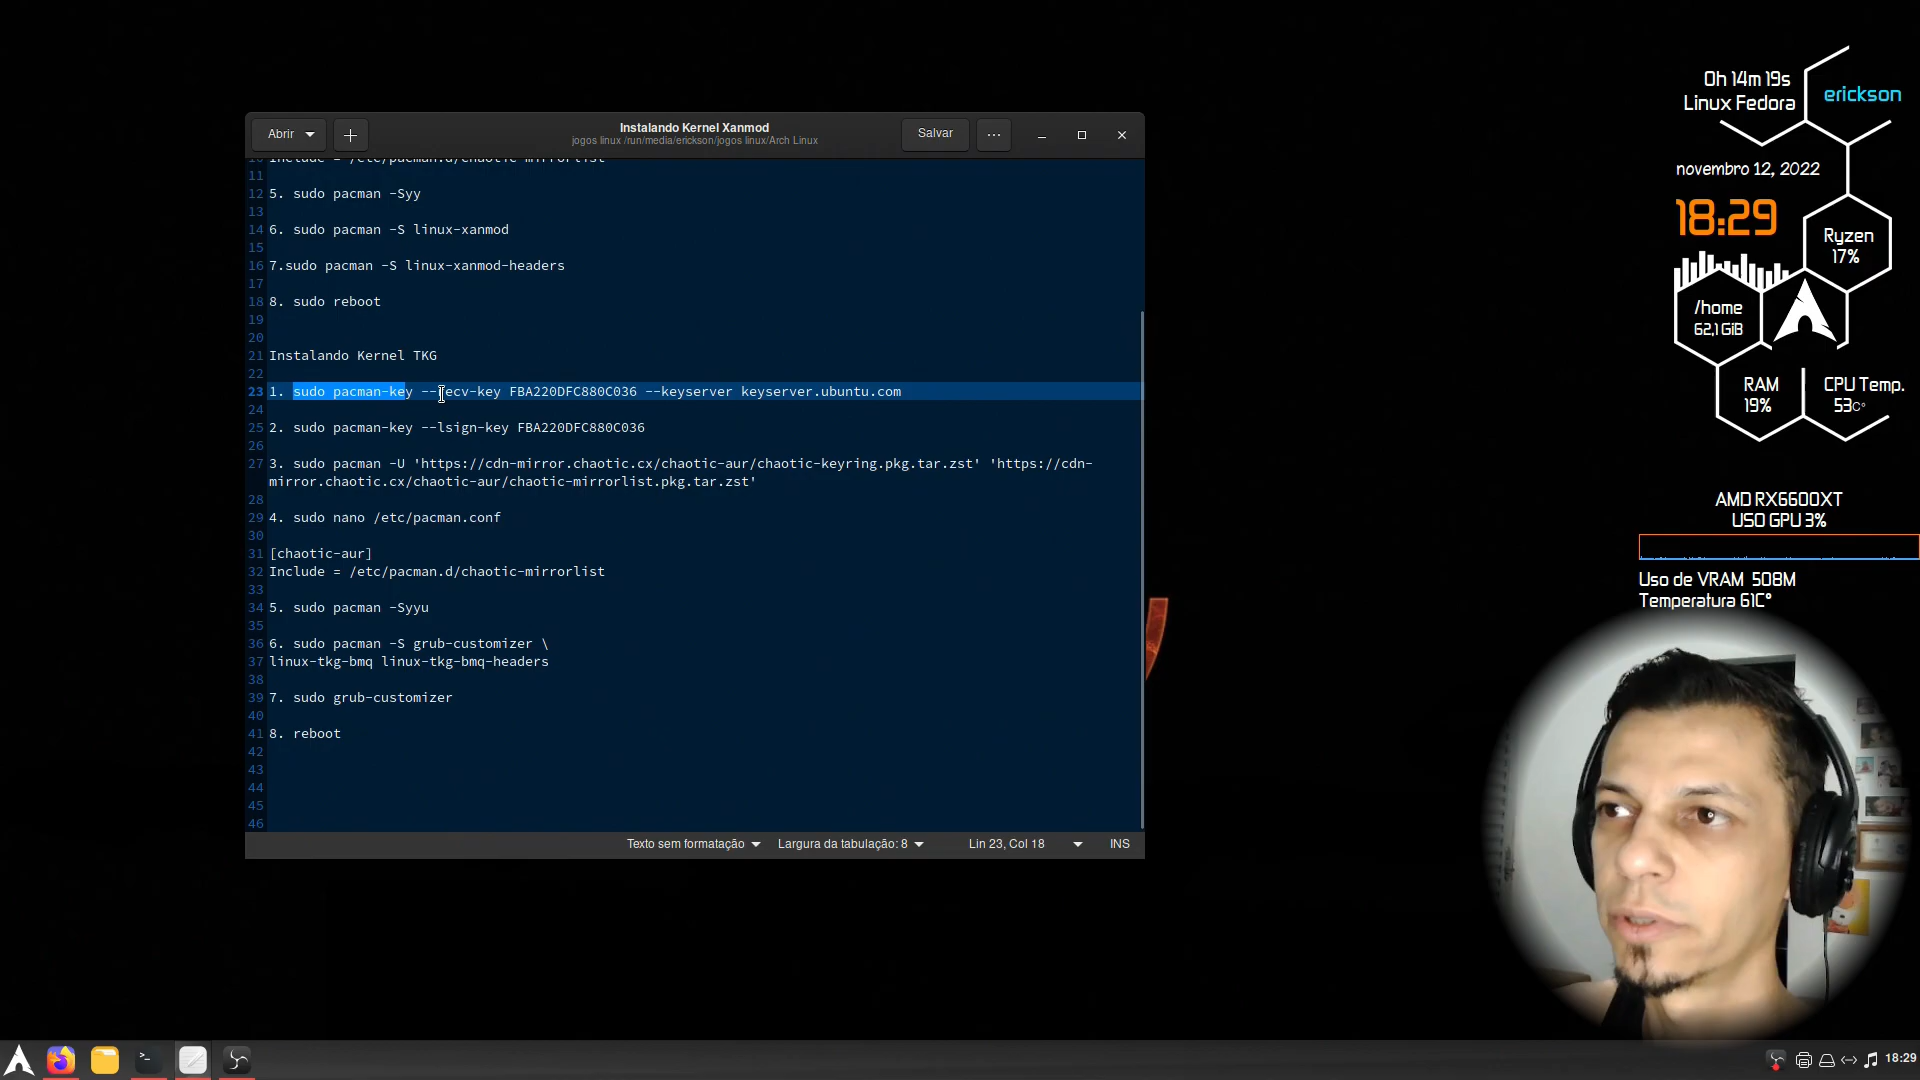 Abrir
Instalando Kernel Xanmod
jogos linux /run/media/erickson/jogos linux/Arch Linux
Salvar
10 Include = /etc/pacman.d/chaotic-mirrorlist
11
12 5. sudo pacman -Syy
13
14 6. sudo pacman -S linux-xanmod
15
16 7.sudo pacman -S linux-xanmod-headers
17
18 8. sudo reboot
19
20
21 Instalando Kernel TKG
22
23 1. sudo pacman-key --recv-key FBA220DFC880C036 --keyserver keyserver.ubuntu.com
24
25 2. sudo pacman-key --lsign-key FBA220DFC880C036
26
27 3. sudo pacman -U 'https://cdn-mirror.chaotic.cx/chaotic-aur/chaotic-keyring.pkg.tar.zst' 'https://cdn-
mirror.chaotic.cx/chaotic-aur/chaotic-mirrorlist.pkg.tar.zst'
28
29 4. sudo nano /etc/pacman.conf
30
31 [chaotic-aur]
32 Include = /etc/pacman.d/chaotic-mirrorlist
33
34 5. sudo pacman -Syyu
35
36 6. sudo pacman -S grub-customizer \
37 linux-tkg-bmq linux-tkg-bmq-headers
38
39 7. sudo grub-customizer
40
41 8. reboot
42
43
44
45
46
Texto sem formatação
Largura da tabulação: 8
Lin 23, Col 18
INS
0h 14m 19s
Linux Fedora
erickson
novembro 12, 2022
18:29
Ryzen
17%
/home
62,1 GiB
RAM
19%
CPU Temp.
53C°
AMD RX6600XT
USO GPU 3%
Uso de VRAM 508M
Temperatura 61C°
18:29